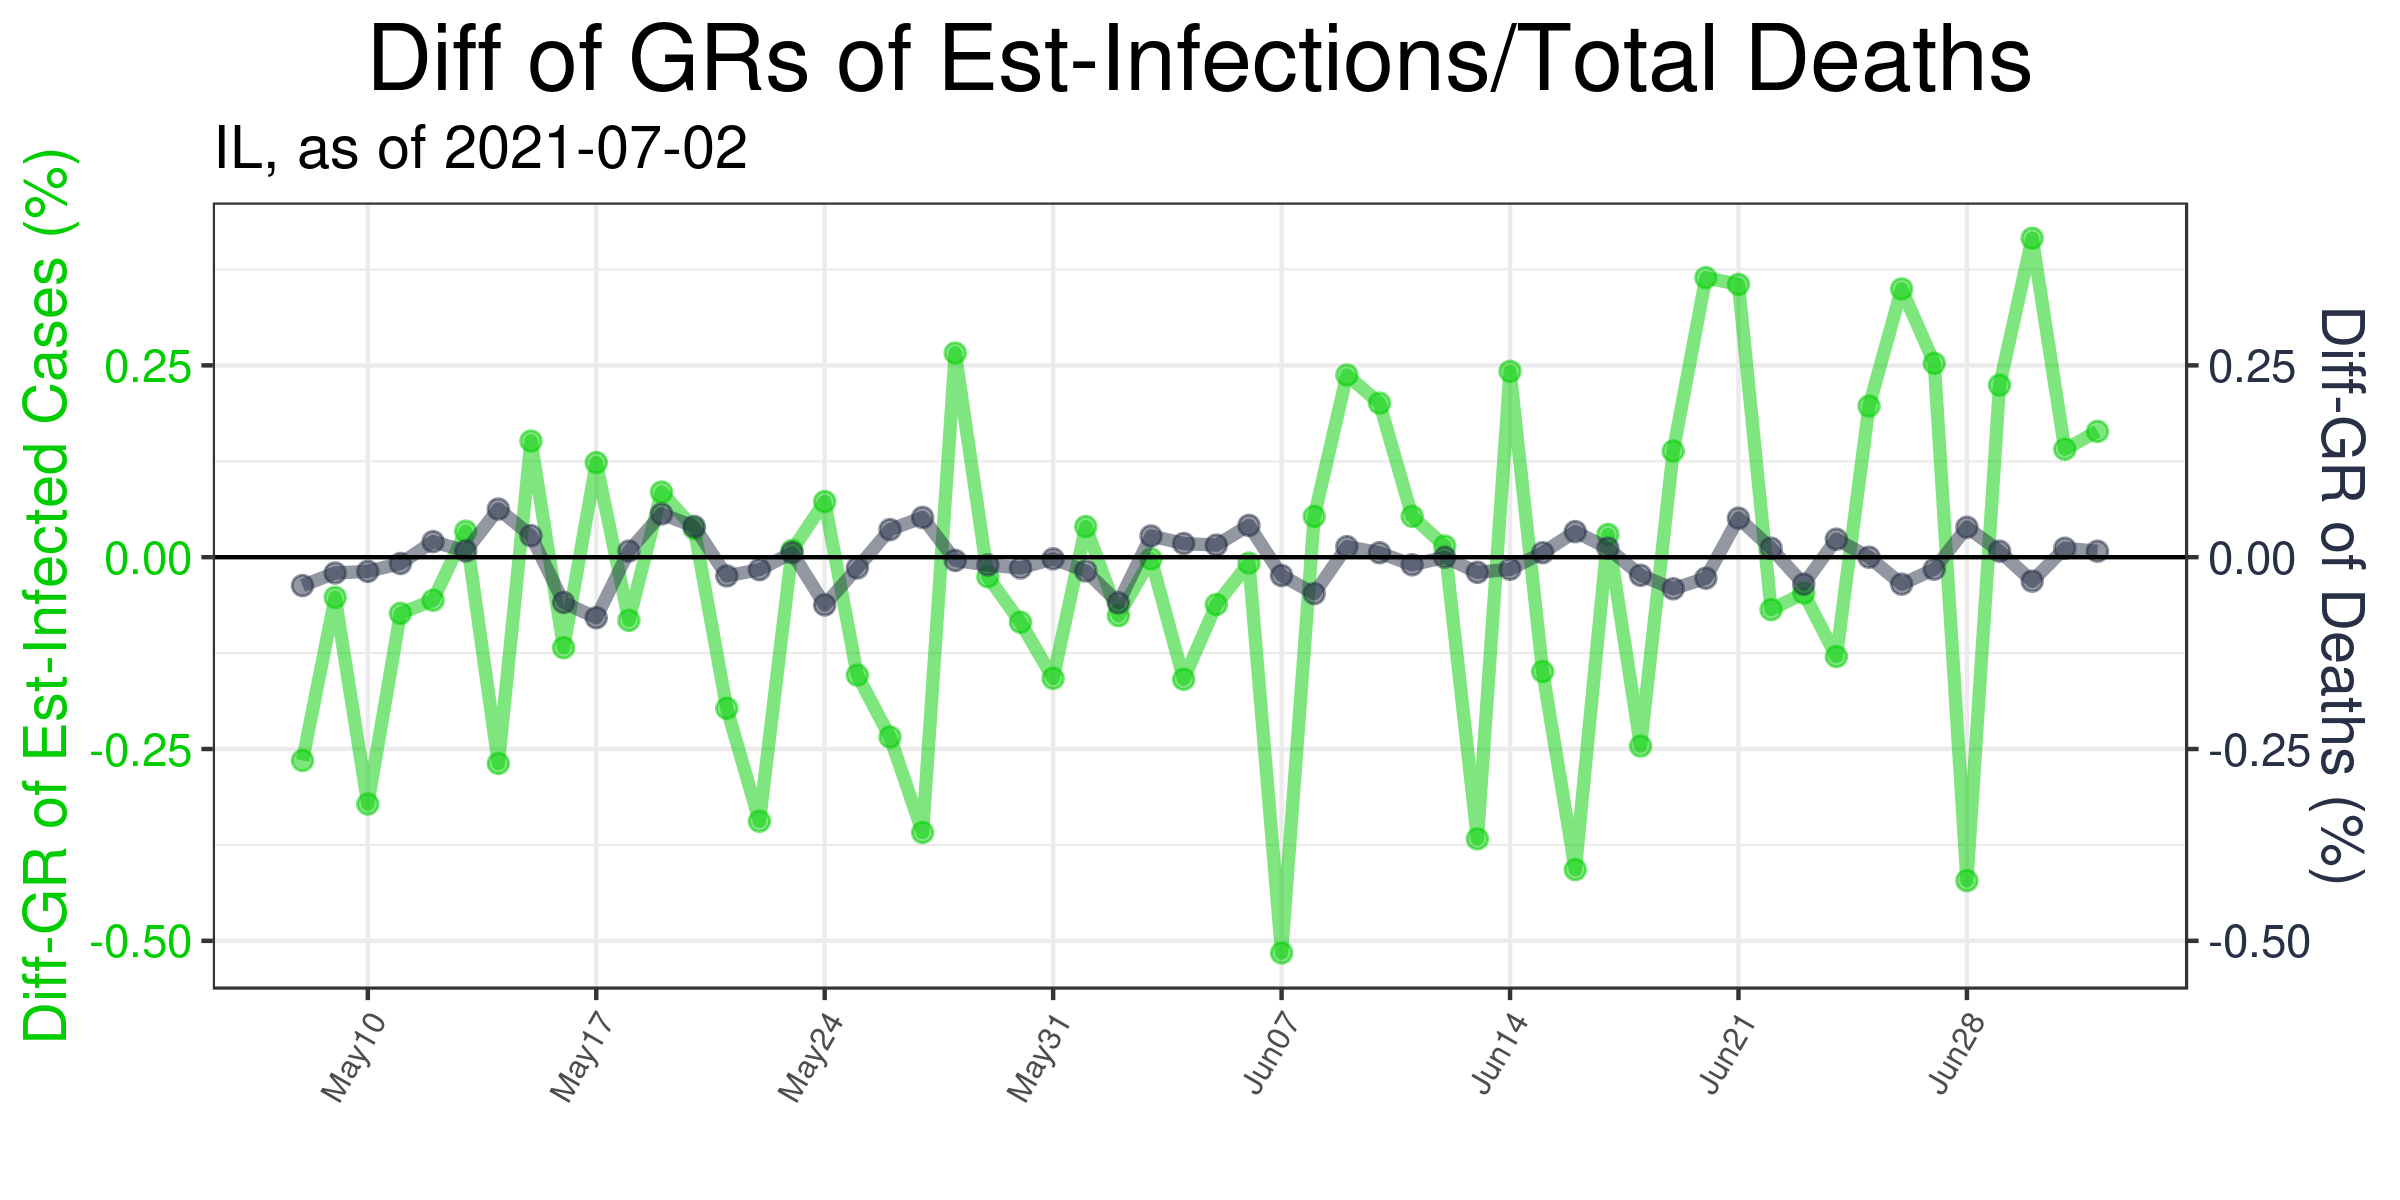 Diff of GRs of Est-Infections/Total Deaths
IL, as of 2021-07-02
Diff-GR of Est-Infected Cases (%)
0.25
0.00
-0.25
-0.50
0.25
0.00
-0.25
-0.50
Diff-GR of Deaths (%)
May10
May17
May24
May31
Jun07
Jun14
Jun21
Jun28